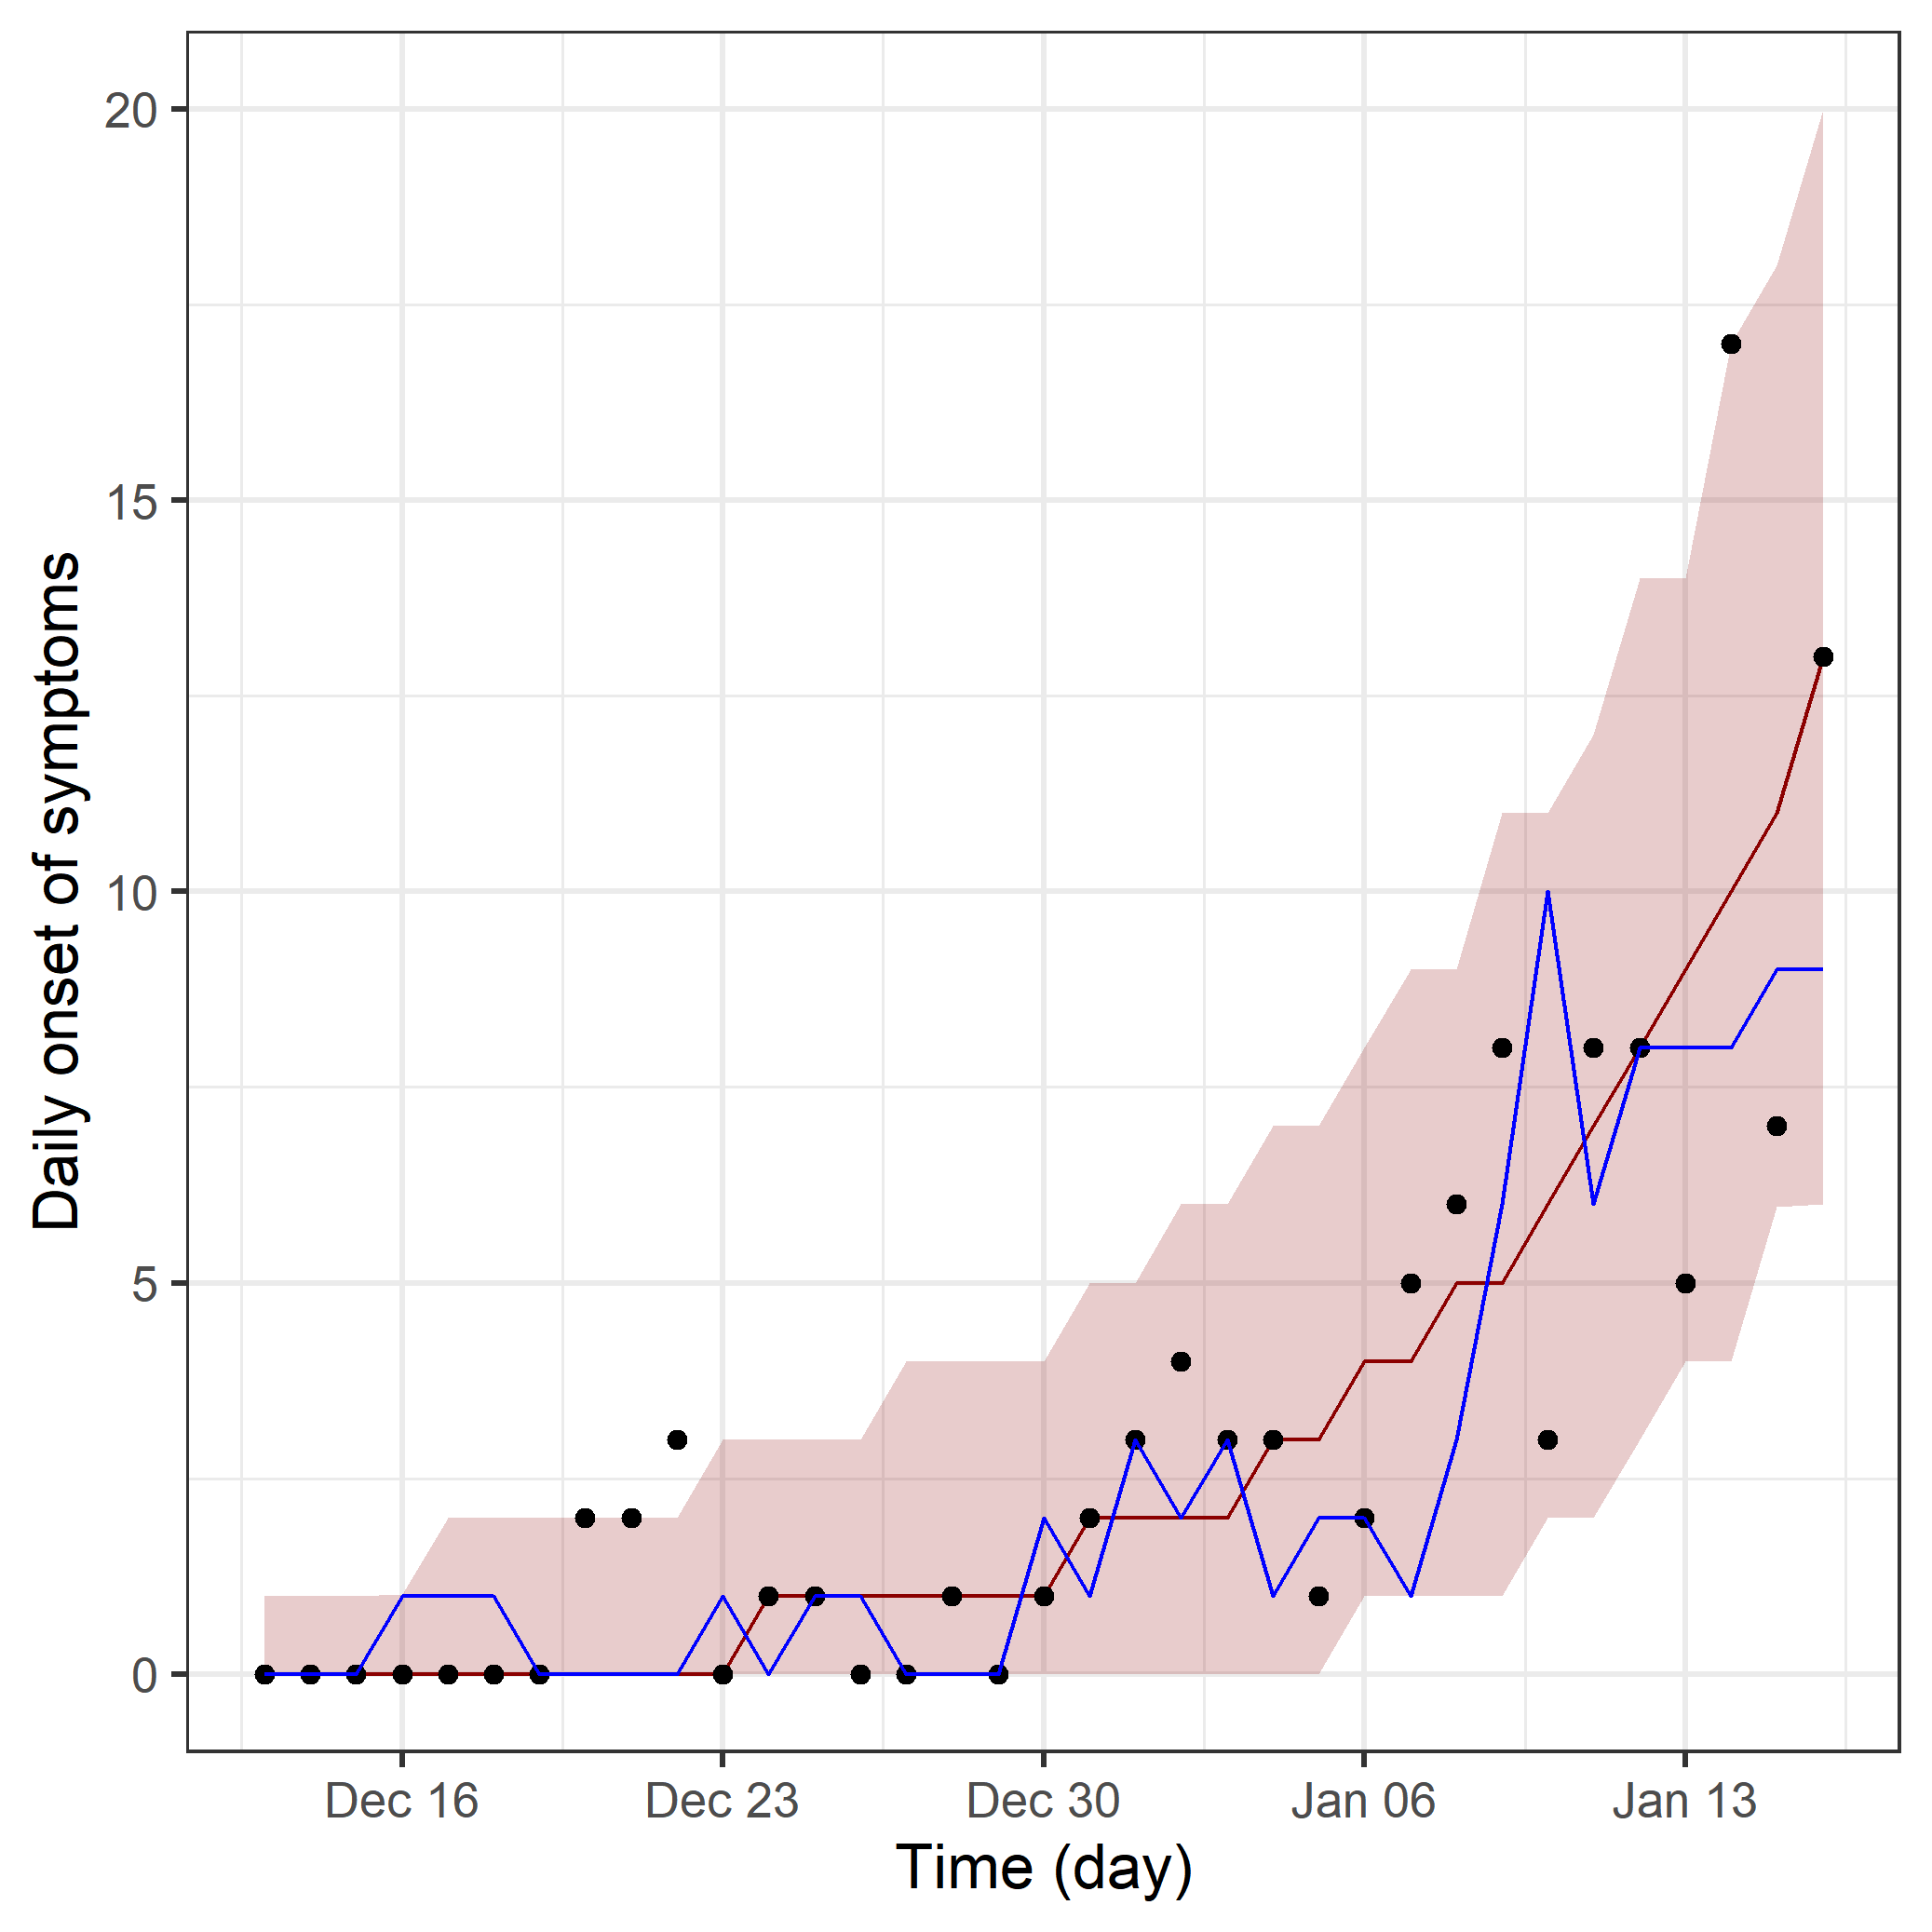 Daily onset of symptoms
20
15
10
5
0
Dec 16
Dec 23
Dec 30
Jan 06
Jan 13
Time (day)